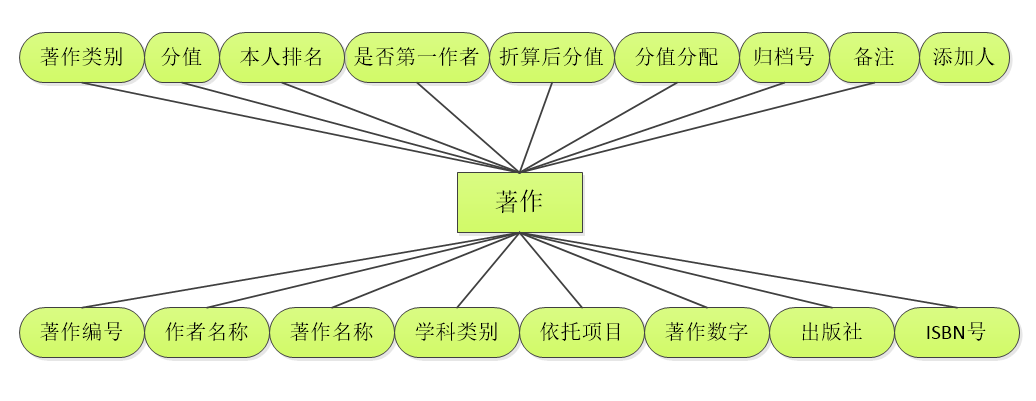 著作类别
分值
本人排名
是否第一作者
折算后分值
分值分配
归档号
备注
添加人
著作
著作编号
作者名称
著作名称
学科类别
依托项目
著作数字
出版社
ISBN号